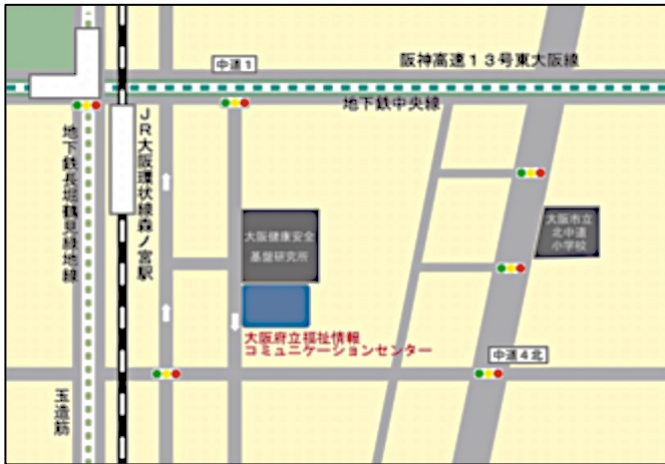 中道1
阪神高速13号東大阪線
地下鉄中央線
JR大阪環状線森ノ宮駅
地下鉄長堀鶴見緑地線
大阪健康安全
基盤研究所
大阪市立
北中道
小学校
大阪府立福祉情報
コミュニケーションセンター
中道4北
玉造筋